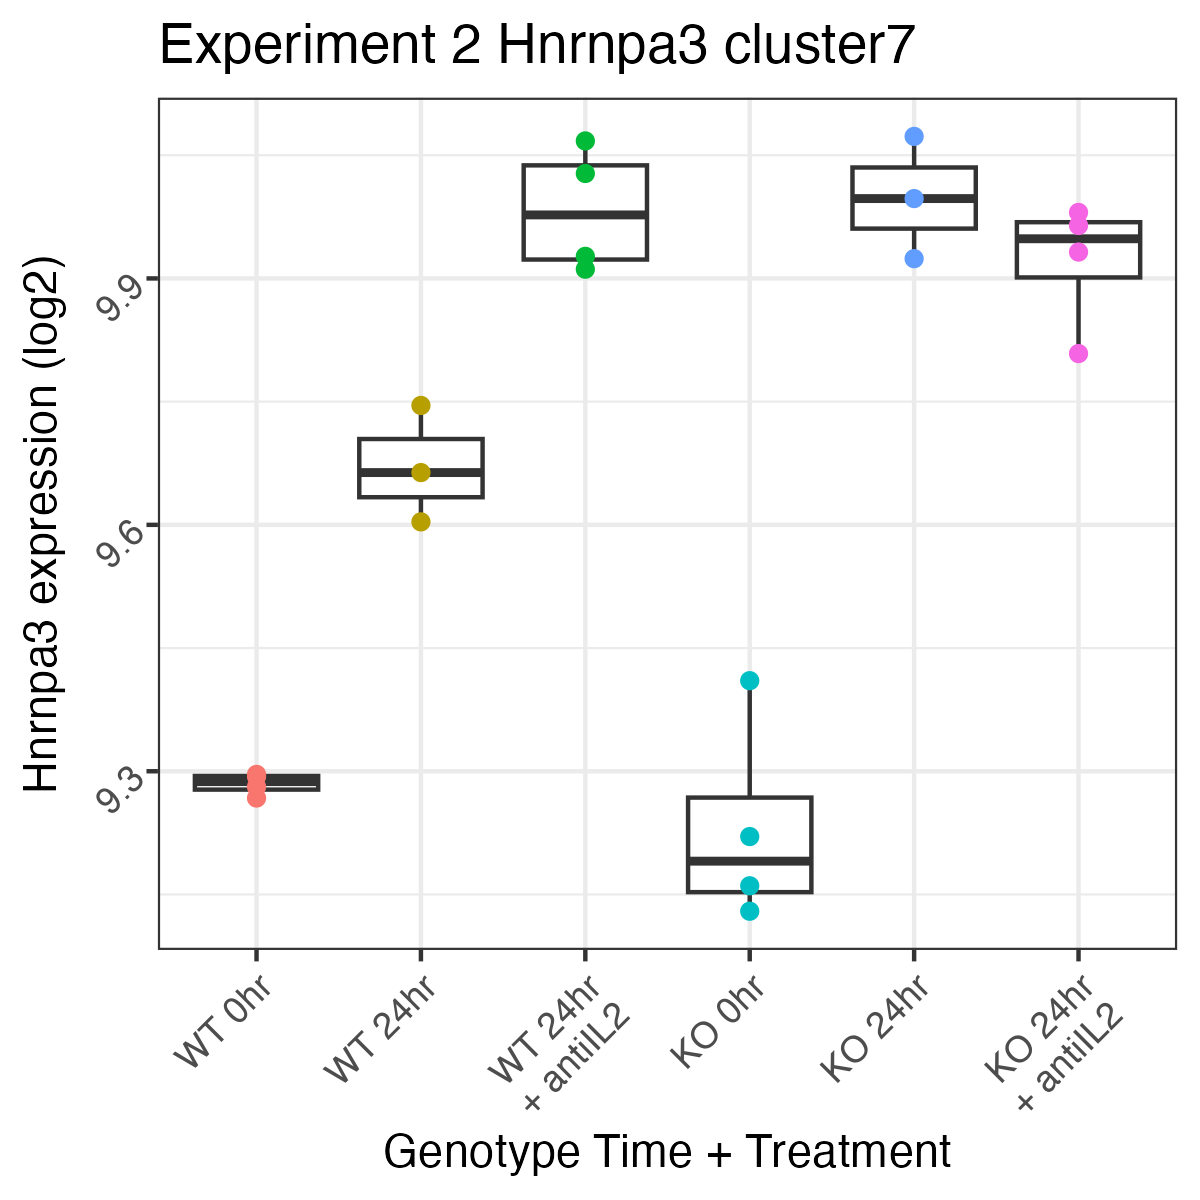 Experiment 2 Hnrnpa3 cluster7
Hnrnpa3 expression (log2)
9.9
9.6
9.3
WT 0hr
WT 24hr
WT 24hr
+ antiIL2
KO 0hr
KO 24hr
KO 24hr
+ antiIL2
Genotype Time + Treatment